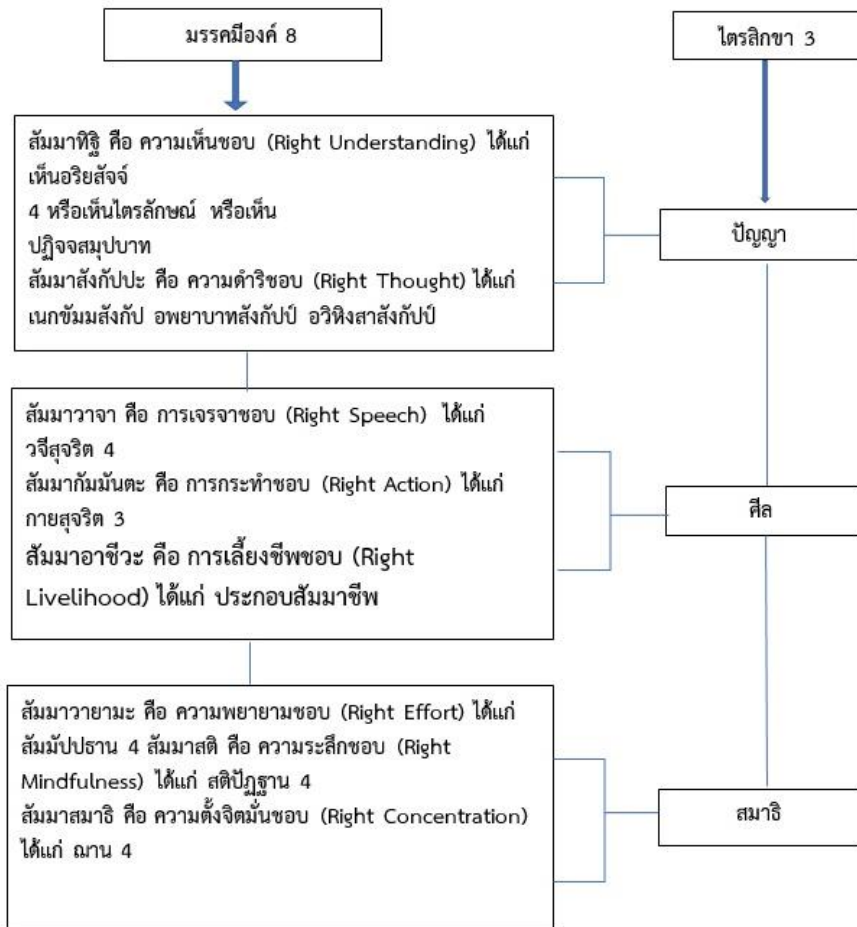 มรรคมีองค์ 8
ไตรสิกขา 3
สัมมาทิฐิ คือ ความเห็นชอบ (Right Understanding) ได้แก่
เห็นอริยสัจจ์
4 หรือเห็นไตรลักษณ์ หรือเห็น
ปฏิจจสมุปบาท
สัมมาสังกัปปะ คือ ความดำริชอบ (Right Thought) ได้แก่
เนกขัมมสังกัป อพยาบาทสังกัปป์ อวิหิงสาสังกัปป์
ปัญญา
สัมมาวาจา คือ การเจรจาชอบ (Right Speech) ได้แก่
วจีสุจริต 4
สัมมากัมมันตะ คือ การกระทำชอบ (Right Action) ได้แก่
กายสุจริต 3
สัมมาอาชีวะ คือ การเลี้ยงชีพชอบ (Right
Livelihood) ได้แก่ ประกอบสัมมาชีพ
ศีล
สัมมาวายามะ คือ ความพยายามชอบ (Right Effort) ได้แก่
สัมมัปปธาน 4 สัมมาสติ คือ ความระลึกชอบ (Right
Mindfulness) ได้แก่ สติปัฏฐาน 4
สัมมาสมาธิ คือ ความตั้งจิตมั่นชอบ (Right Concentration)
ได้แก่ ฌาน 4
สมาธิ